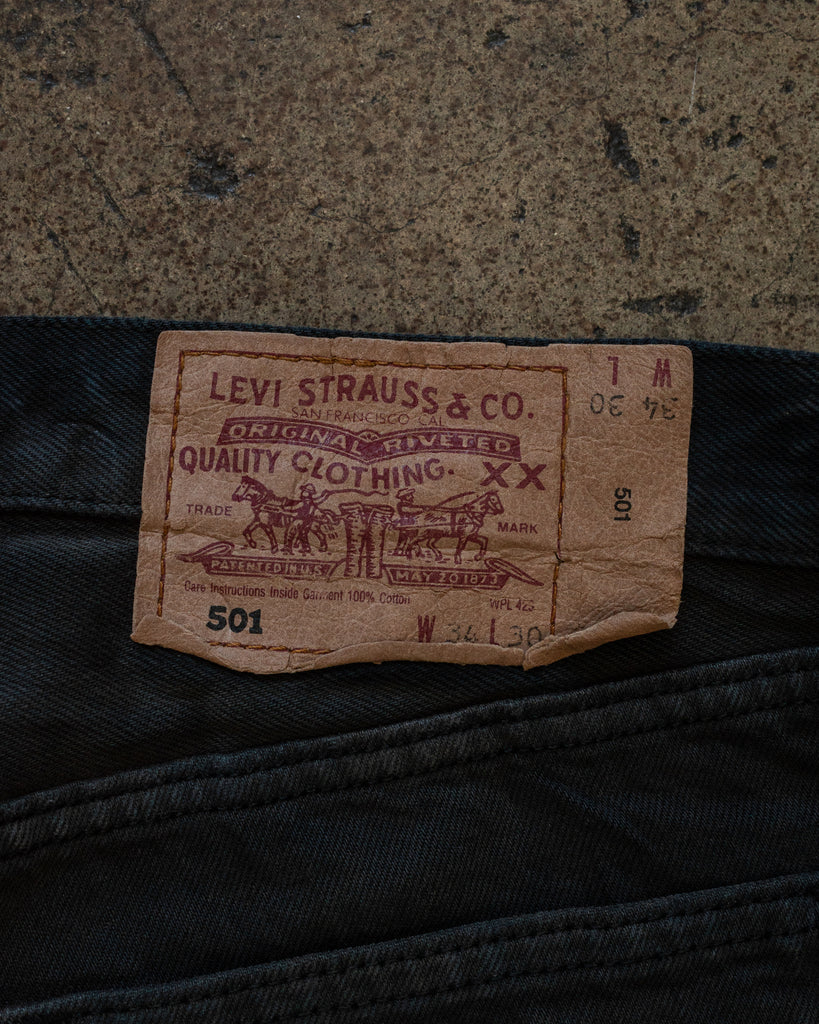 LEVI STRAUSS & CO.
SAN FRANCISCO CAL
ORIGINAL RIVETED
QUALITY CLOTHING. XX
TRADE MARK
PATENTED IN U.S. MAY 20 1873
Care Instructions Inside Garment 100% Cotton
WPL 423
501
W 34 L 30
W L
34 30
501